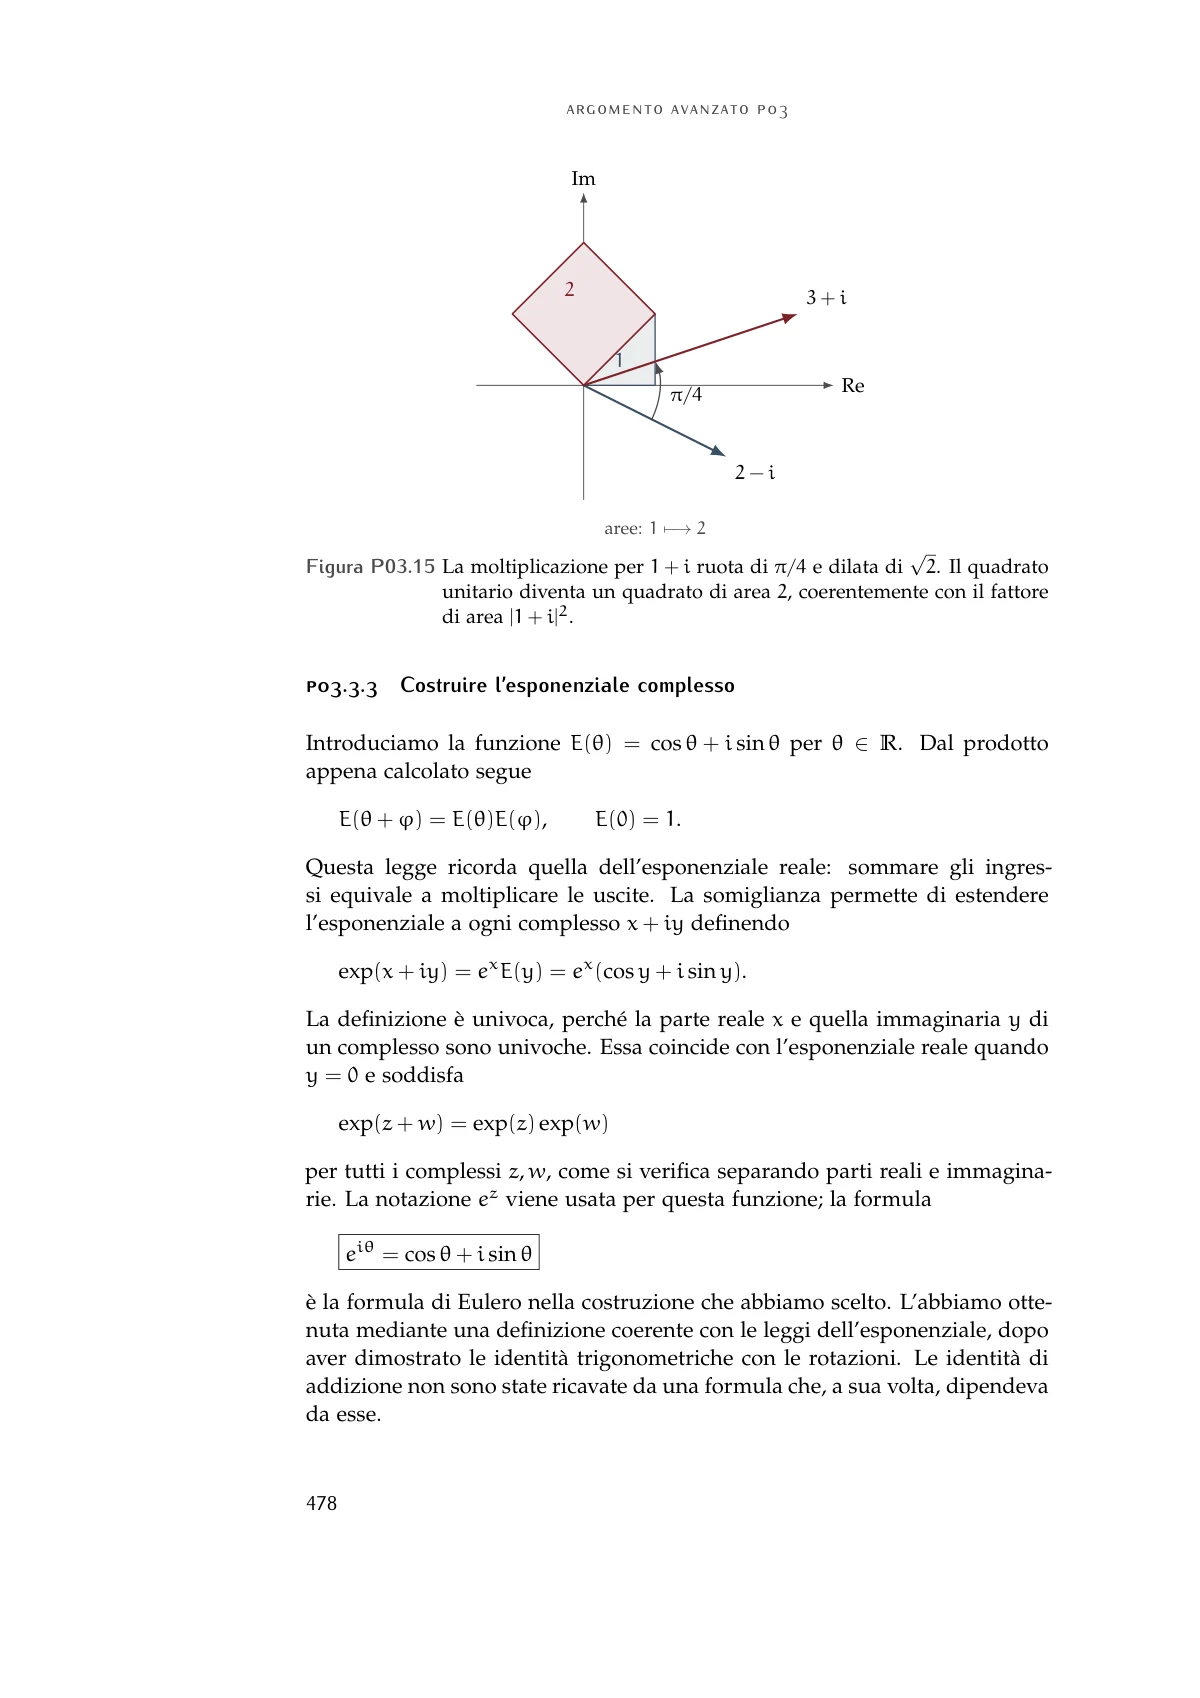 ARGOMENTO AVANZATO P03
Im
2
3 + i
1
π/4
Re
2 − i
aree: 1 ⟼ 2
Figura P03.15 La moltiplicazione per 1 + i ruota di π/4 e dilata di √2. Il quadrato
unitario diventa un quadrato di area 2, coerentemente con il fattore
di area |1 + i|².
P03.3.3 Costruire l'esponenziale complesso
Introduciamo la funzione E(θ) = cos θ + i sin θ per θ ∈ ℝ. Dal prodotto
appena calcolato segue
E(θ + φ) = E(θ)E(φ), E(0) = 1.
Questa legge ricorda quella dell'esponenziale reale: sommare gli ingres-
si equivale a moltiplicare le uscite. La somiglianza permette di estendere
l'esponenziale a ogni complesso x + iy definendo
exp(x + iy) = eˣE(y) = eˣ(cos y + i sin y).
La definizione è univoca, perché la parte reale x e quella immaginaria y di
un complesso sono univoche. Essa coincide con l'esponenziale reale quando
y = 0 e soddisfa
exp(z + w) = exp(z) exp(w)
per tutti i complessi z, w, come si verifica separando parti reali e immagina-
rie. La notazione eᶻ viene usata per questa funzione; la formula
e^{iθ} = cos θ + i sin θ
è la formula di Eulero nella costruzione che abbiamo scelto. L'abbiamo otte-
nuta mediante una definizione coerente con le leggi dell'esponenziale, dopo
aver dimostrato le identità trigonometriche con le rotazioni. Le identità di
addizione non sono state ricavate da una formula che, a sua volta, dipendeva
da esse.
478